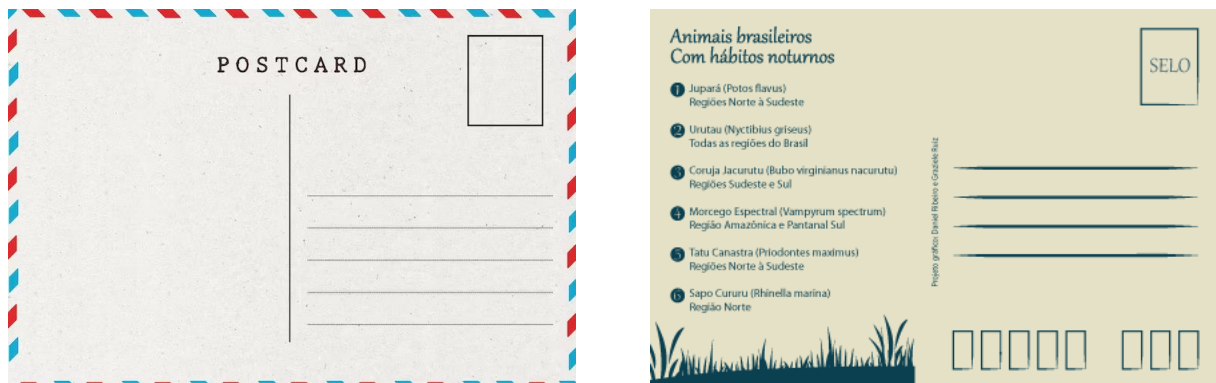 POSTCARD
Animais brasileiros
Com hábitos noturnos
SELO
1 Jupará (Potos flavus)
Regiões Norte à Sudeste
2 Urutau (Nyctibius griseus)
Todas as regiões do Brasil
3 Coruja Jacurutu (Bubo virginianus nacurutu)
Regiões Sudeste e Sul
4 Morcego Espectral (Vampyrum spectrum)
Região Amazônica e Pantanal Sul
5 Tatu Canastra (Priodontes maximus)
Regiões Norte à Sudeste
6 Sapo Cururu (Rhinella marina)
Região Norte
Projeto gráfico: Daniel Ribeiro e Graziele Ruiz